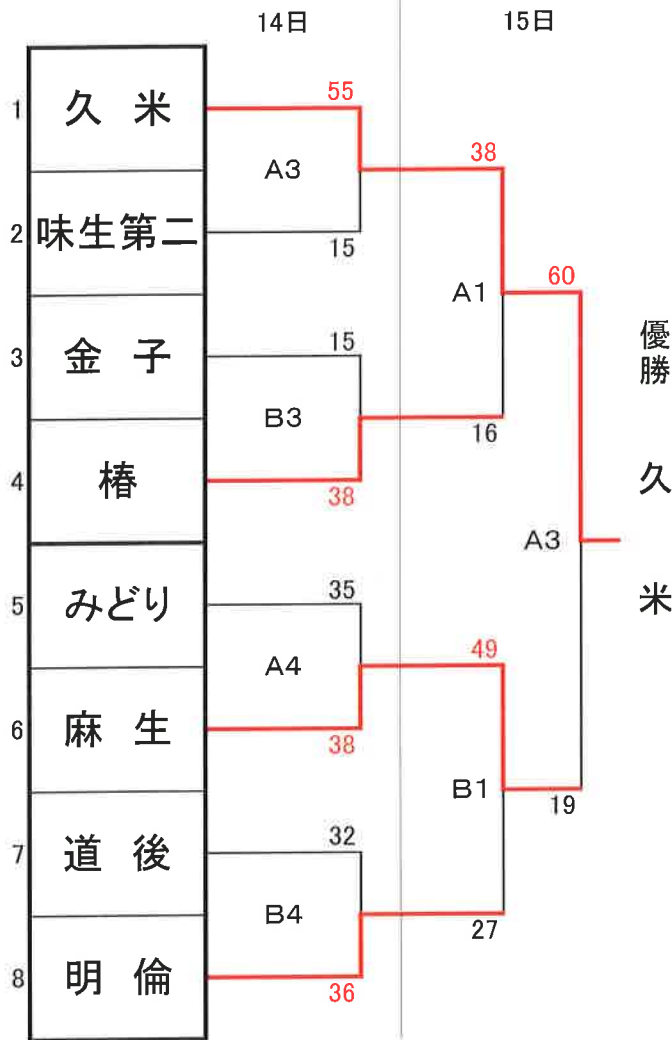 14日 15日
1 久米 55
38
A3
2 味生第二 15
A1 60
3 金子 15
B3
16
4 椿 38
優勝 久米
A3
5 みどり 35
49
A4
6 麻生 38
B1 19
7 道後 32
B4
27
8 明倫 36